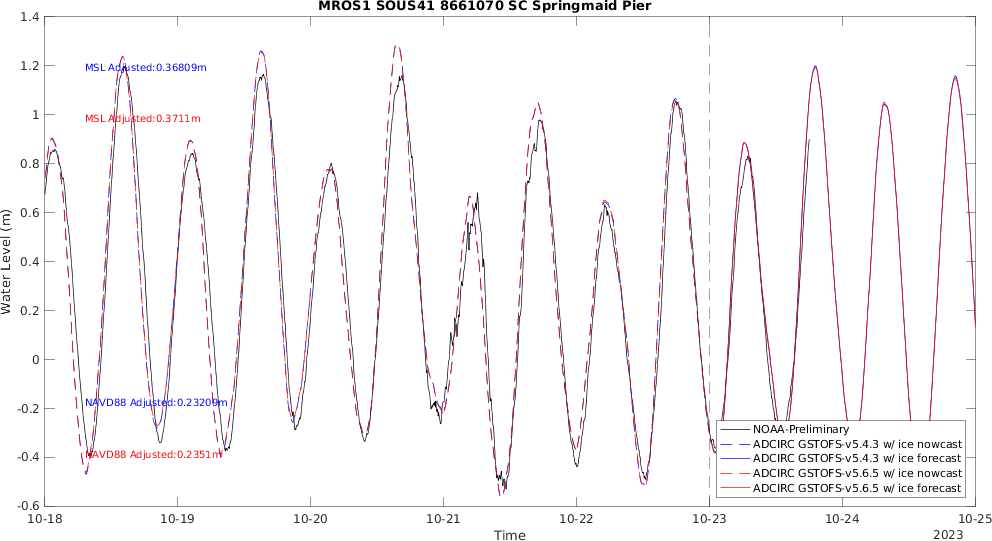 MROS1 SOUS41 8661070 SC Springmaid Pier
1.4
1.2
1
0.8
0.6
0.4
0.2
0
-0.2
-0.4
-0.6
Water Level (m)
MSL Adjusted:0.36809m
MSL Adjusted:0.3711m
NAVD88 Adjusted:0.23209m
NAVD88 Adjusted:0.2351m
NOAA-Preliminary
ADCIRC GSTOFS-v5.4.3 w/ ice nowcast
ADCIRC GSTOFS-v5.4.3 w/ ice forecast
ADCIRC GSTOFS-v5.6.5 w/ ice nowcast
ADCIRC GSTOFS-v5.6.5 w/ ice forecast
10-18 10-19 10-20 10-21 10-22 10-23 10-24 10-25
Time
2023